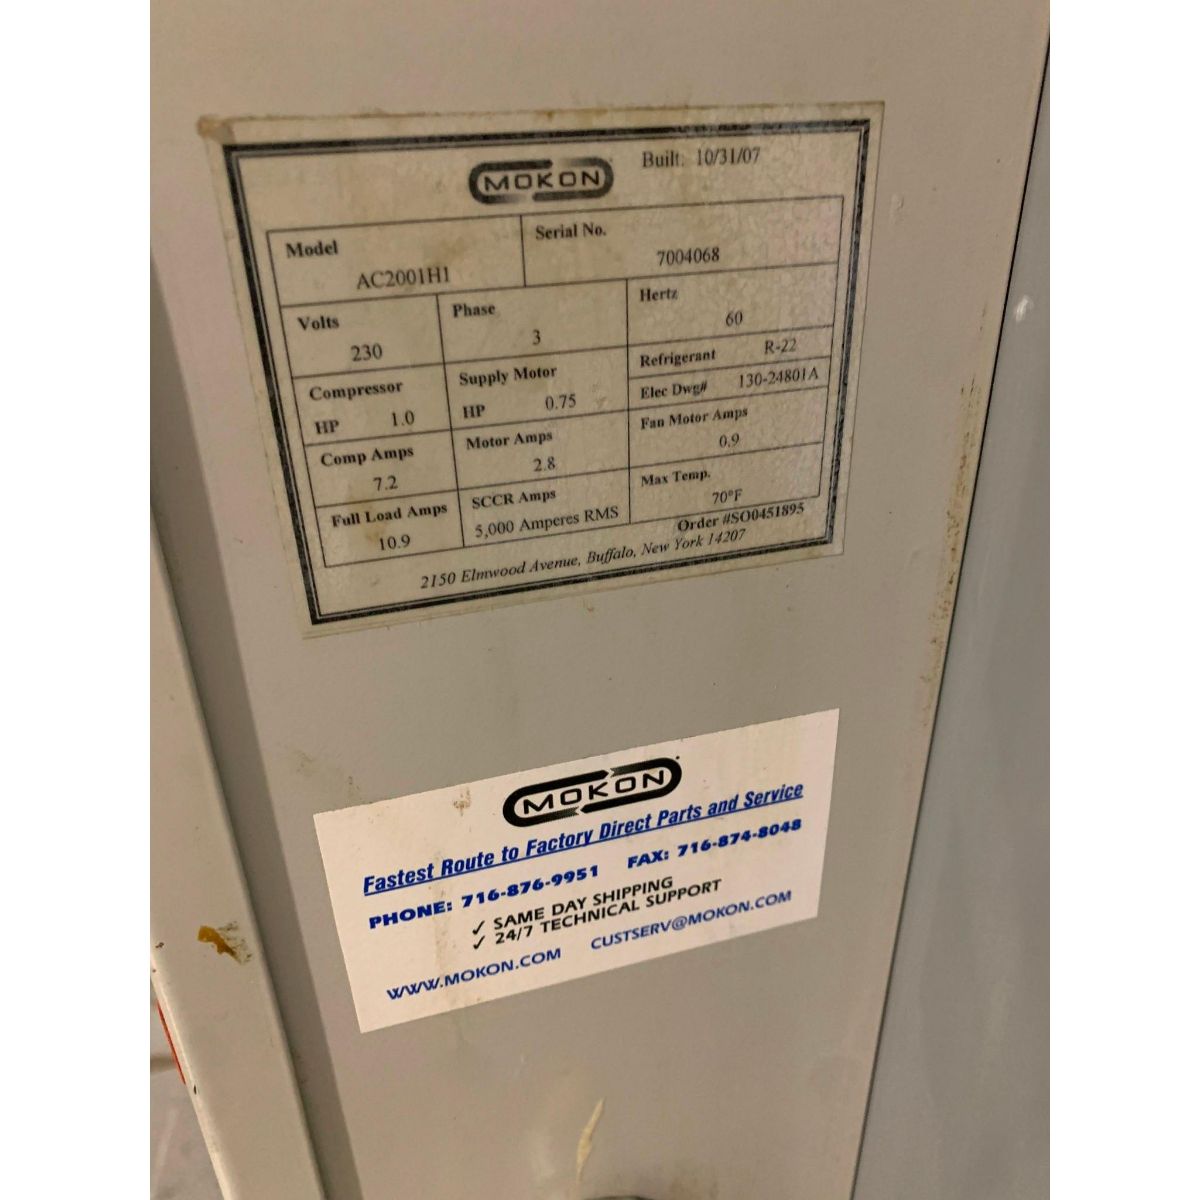 MOKON Built: 10/31/07
Model AC2001H1 Serial No. 7004068
Volts 230 Phase 3 Hertz 60
Refrigerant R-22
Compressor HP 1.0 Supply Motor HP 0.75 Elec Dwg# 130-24801A
Comp Amps 7.2 Motor Amps 2.8 Fan Motor Amps 0.9
Full Load Amps 10.9 SCCR Amps 5,000 Amperes RMS Max Temp. 70°F
Order #SO0451895
2150 Elmwood Avenue, Buffalo, New York 14207
MOKON
Fastest Route to Factory Direct Parts and Service
PHONE: 716-876-9951 FAX: 716-874-8048
✓ SAME DAY SHIPPING
✓ 24/7 TECHNICAL SUPPORT
WWW.MOKON.COM CUSTSERV@MOKON.COM